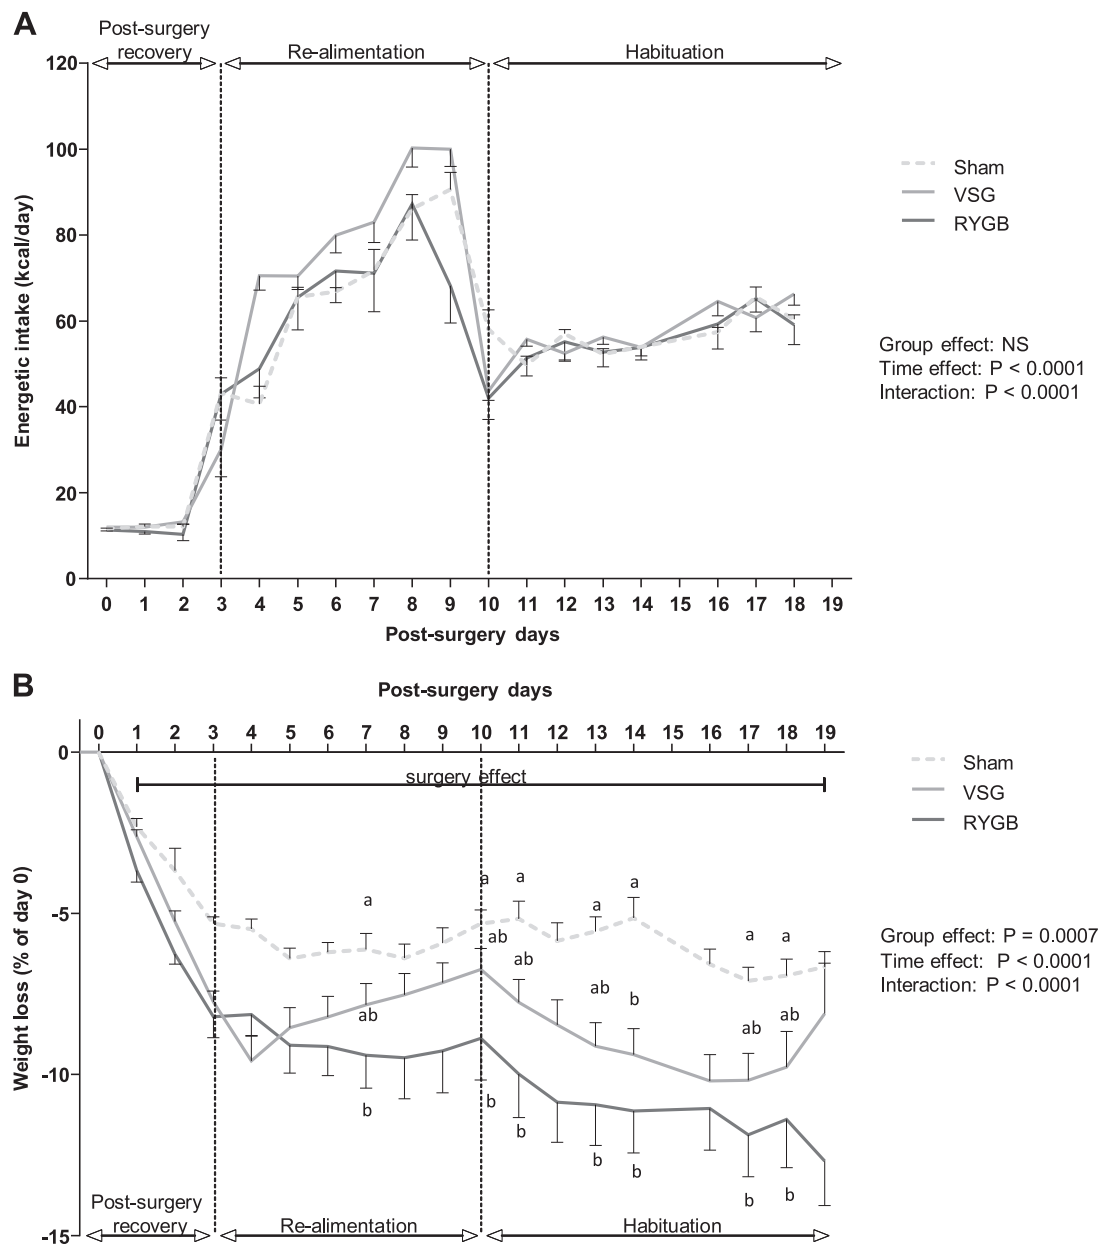 A
Post-surgery
recovery
Re-alimentation
Habituation
120
100
80
60
40
20
0
Energetic intake (kcal/day)
0 1 2 3 4 5 6 7 8 9 10 11 12 13 14 15 16 17 18 19
Post-surgery days
Sham
VSG
RYGB
Group effect: NS
Time effect: P < 0.0001
Interaction: P < 0.0001
B
Post-surgery days
0 1 2 3 4 5 6 7 8 9 10 11 12 13 14 15 16 17 18 19
surgery effect
0
-5
-10
-15
Weight loss (% of day 0)
a a a a a a a
ab ab ab ab b ab ab
b b b b b b b
Post-surgery
recovery
Re-alimentation
Habituation
Sham
VSG
RYGB
Group effect: P = 0.0007
Time effect: P < 0.0001
Interaction: P < 0.0001